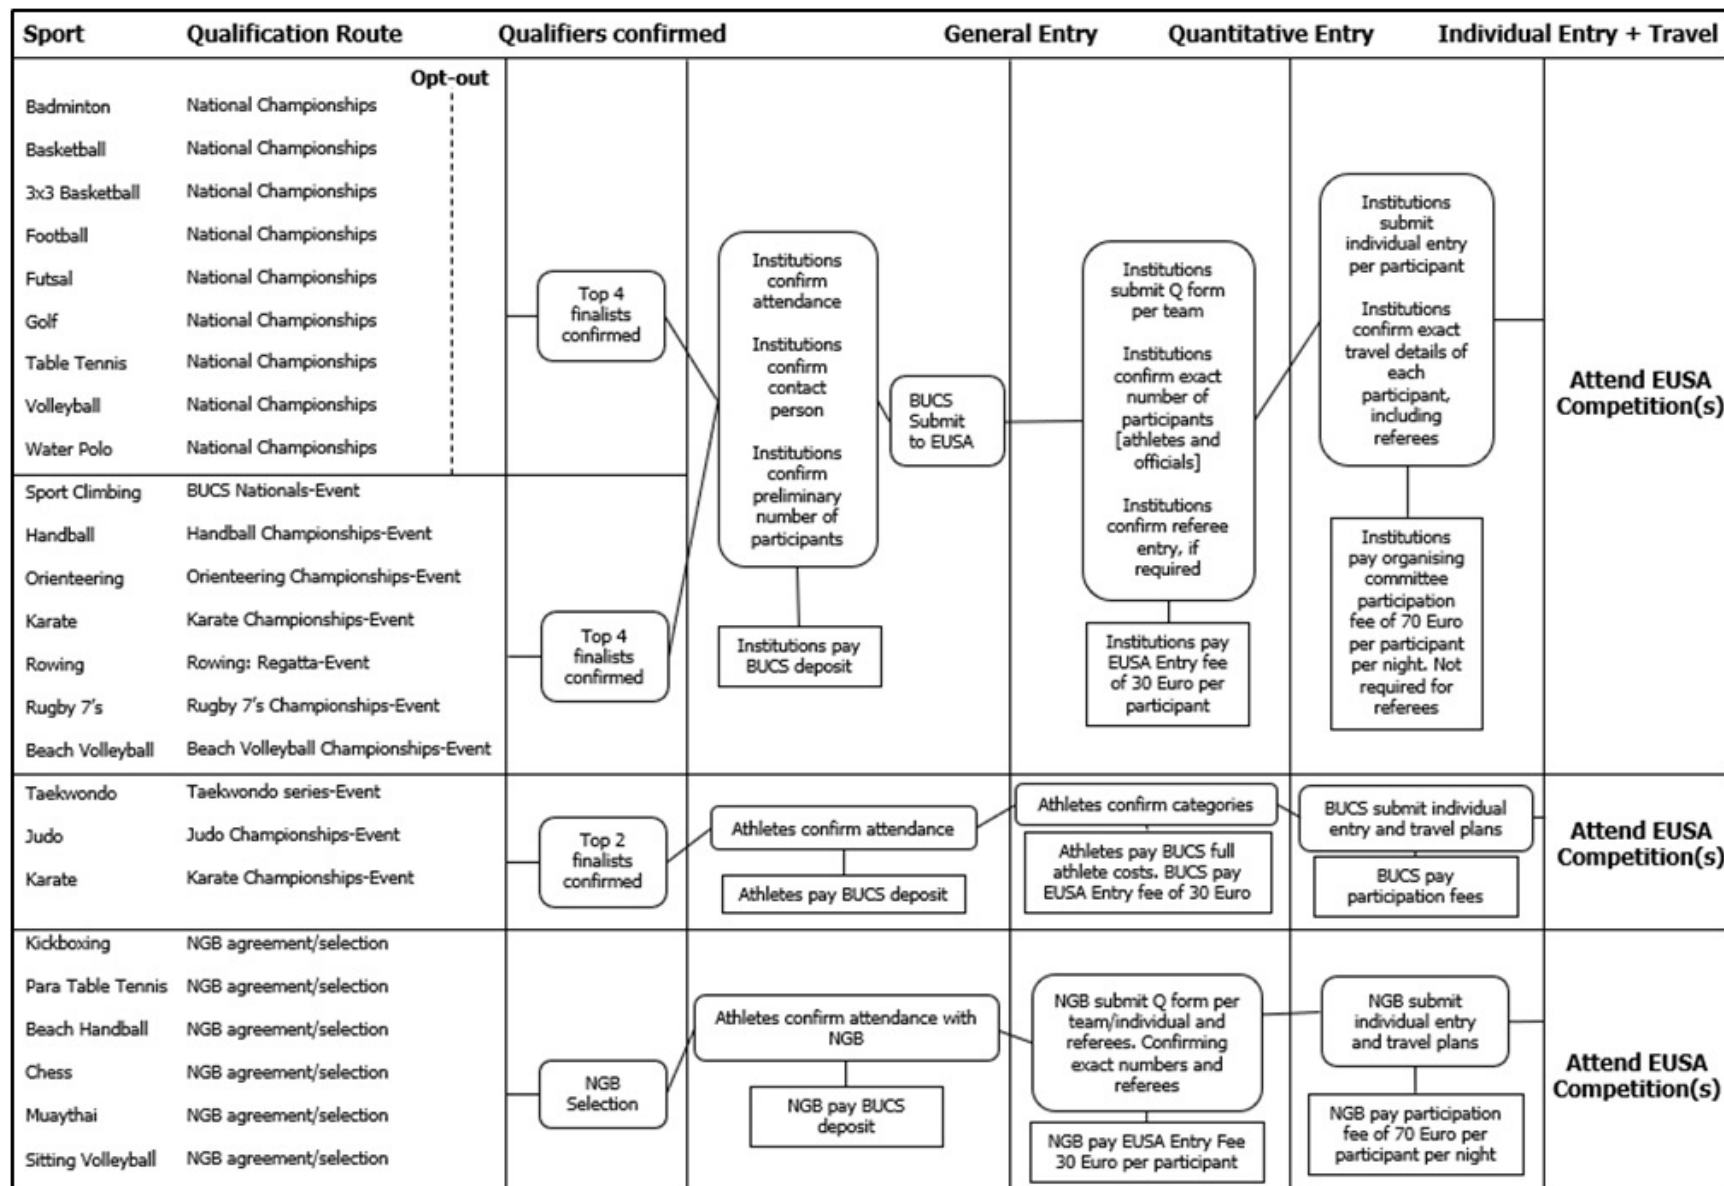 Sport Qualification Route Qualifiers confirmed General Entry Quantitative Entry Individual Entry + Travel
Opt-out
Badminton National Championships
Basketball National Championships
3x3 Basketball National Championships
Football National Championships
Futsal National Championships
Golf National Championships
Table Tennis National Championships
Volleyball National Championships
Water Polo National Championships
Sport Climbing BUCS Nationals-Event
Handball Handball Championships-Event
Orienteering Orienteering Championships-Event
Karate Karate Championships-Event
Rowing Rowing: Regatta-Event
Rugby 7's Rugby 7's Championships-Event
Beach Volleyball Beach Volleyball Championships-Event
Top 4
finalists
confirmed
Top 4
finalists
confirmed
Institutions
confirm
attendance
Institutions
confirm
contact
person
Institutions
confirm
preliminary
number of
participants
Institutions pay
BUCS deposit
BUCS
Submit
to EUSA
Institutions
submit Q form
per team
Institutions
confirm exact
number of
participants
[athletes and
officials]
Institutions
confirm referee
entry, if
required
Institutions pay
EUSA Entry fee
of 30 Euro per
participant
Institutions
submit
individual entry
per participant
Institutions
confirm exact
travel details of
each
participant,
including
referees
Institutions
pay organising
committee
participation
fee of 70 Euro
per participant
per night. Not
required for
referees
Attend EUSA
Competition(s)
Taekwondo Taekwondo series-Event
Judo Judo Championships-Event
Karate Karate Championships-Event
Top 2
finalists
confirmed
Athletes confirm attendance
Athletes pay BUCS deposit
Athletes confirm categories
Athletes pay BUCS full
athlete costs. BUCS pay
EUSA Entry fee of 30 Euro
BUCS submit individual
entry and travel plans
BUCS pay
participation fees
Attend EUSA
Competition(s)
Kickboxing NGB agreement/selection
Para Table Tennis NGB agreement/selection
Beach Handball NGB agreement/selection
Chess NGB agreement/selection
Muaythai NGB agreement/selection
Sitting Volleyball NGB agreement/selection
NGB
Selection
Athletes confirm attendance with
NGB
NGB pay BUCS
deposit
NGB submit Q form per
team/individual and
referees. Confirming
exact numbers and
referees
NGB pay EUSA Entry Fee
30 Euro per participant
NGB submit
individual entry
and travel plans
NGB pay participation
fee of 70 Euro per
participant per night
Attend EUSA
Competition(s)